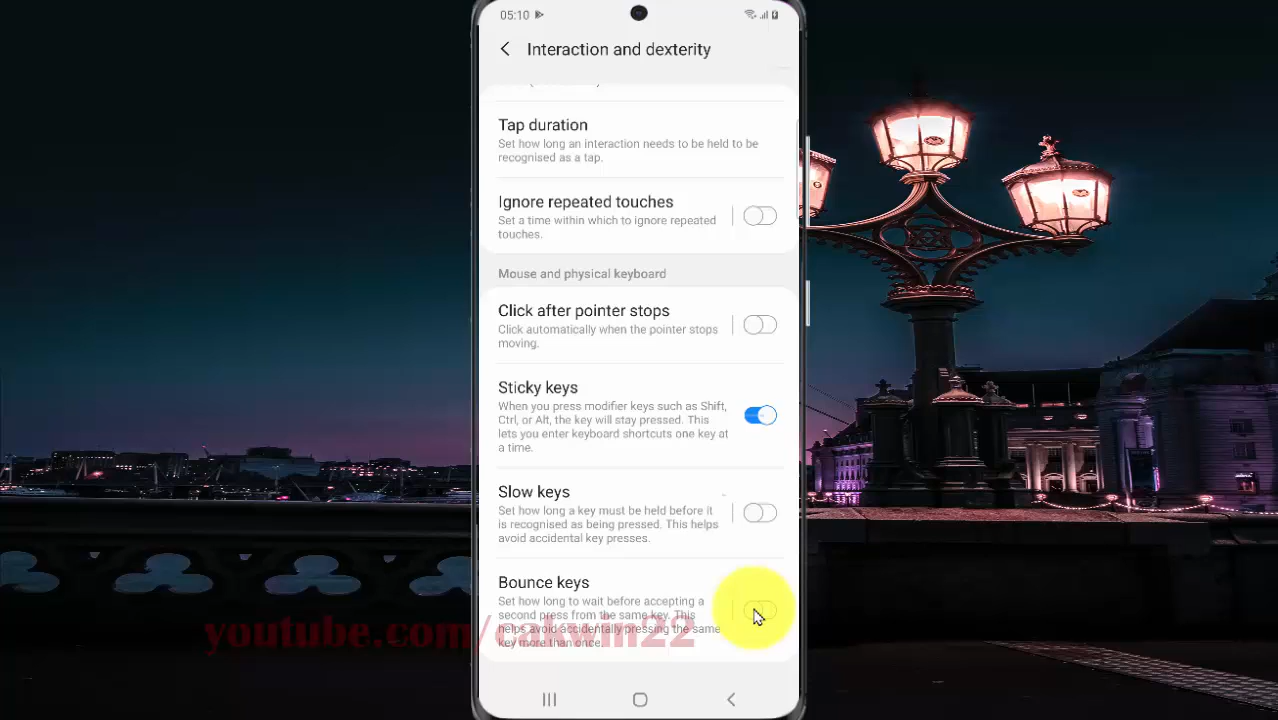 05:10
Interaction and dexterity
Tap duration
Set how long an interaction needs to be held to be
recognised as a tap.
Ignore repeated touches
Set a time within which to ignore repeated
touches.
Mouse and physical keyboard
Click after pointer stops
Click automatically when the pointer stops
moving.
Sticky keys
When you press modifier keys such as Shift,
Ctrl, or Alt, the key will stay pressed. This
lets you enter keyboard shortcuts one key at
a time.
Slow keys
Set how long a key must be held before it
is recognised as being pressed. This helps
avoid accidental key presses.
Bounce keys
Set how long to wait before accepting a
second press from the same key. This
helps avoid accidentally pressing the same
key more than once.
youtube.com/cakwin22